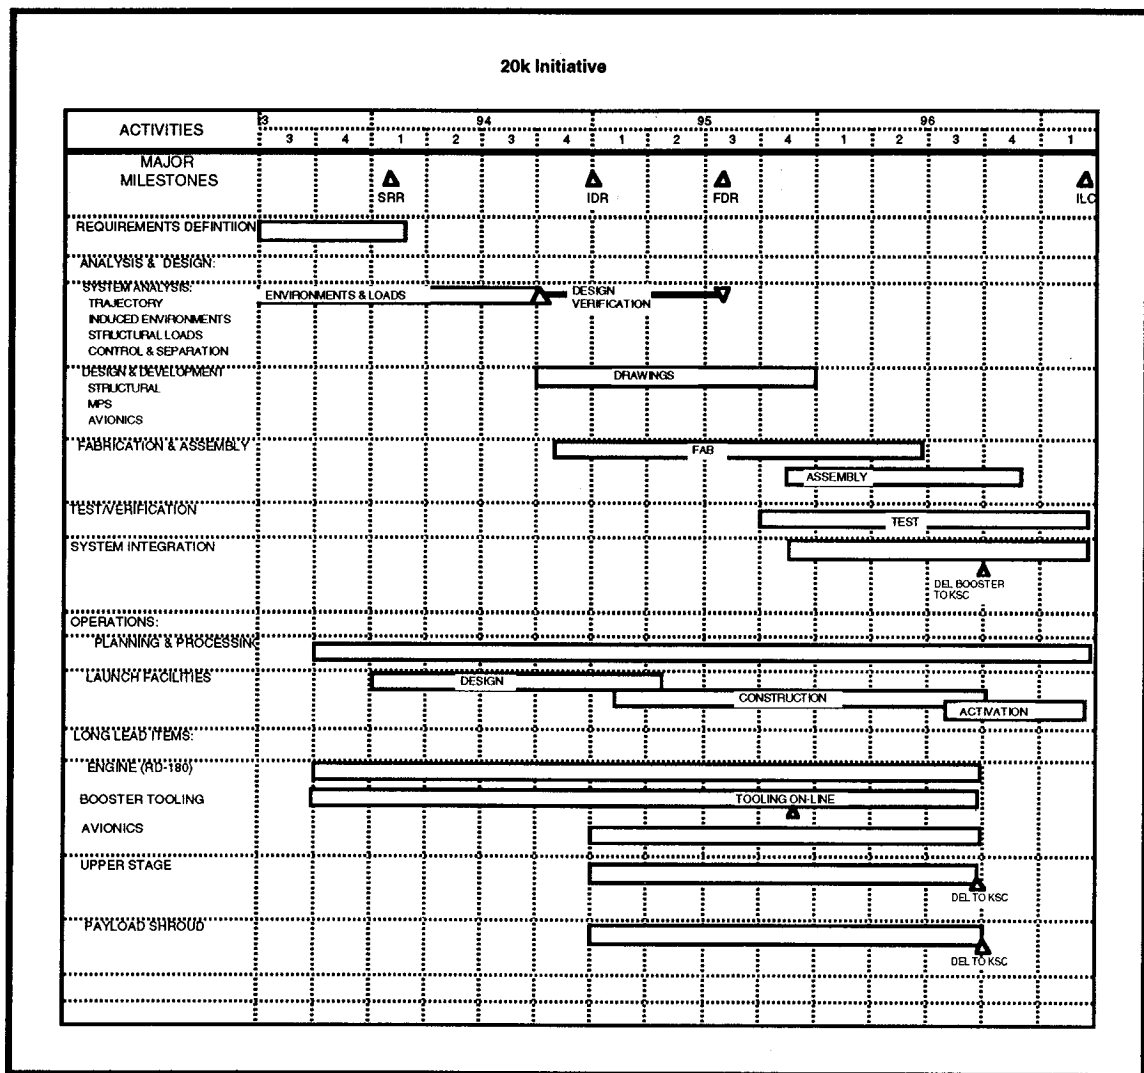 20k Initiative
ACTIVITIES
3 94 95 96
3 4 1 2 3 4 1 2 3 4 1 2 3 4 1
MAJOR
MILESTONES
SRR IDR FDR ILC
REQUIREMENTS DEFINTIION
ANALYSIS & DESIGN:
SYSTEM ANALYSIS:
ENVIRONMENTS & LOADS
DESIGN
VERIFICATION
TRAJECTORY
INDUCED ENVIRONMENTS
STRUCTURAL LOADS
CONTROL & SEPARATION
DESIGN & DEVELOPMENT
DRAWINGS
STRUCTURAL
MPS
AVIONICS
FABRICATION & ASSEMBLY
FAB
ASSEMBLY
TEST/VERIFICATION
TEST
SYSTEM INTEGRATION
DEL BOOSTER
TO KSC
OPERATIONS:
PLANNING & PROCESSING
LAUNCH FACILITIES
DESIGN
CONSTRUCTION
ACTIVATION
LONG LEAD ITEMS:
ENGINE (RD-180)
BOOSTER TOOLING
TOOLING ON-LINE
AVIONICS
UPPER STAGE
DEL TO KSC
PAYLOAD SHROUD
DEL TO KSC